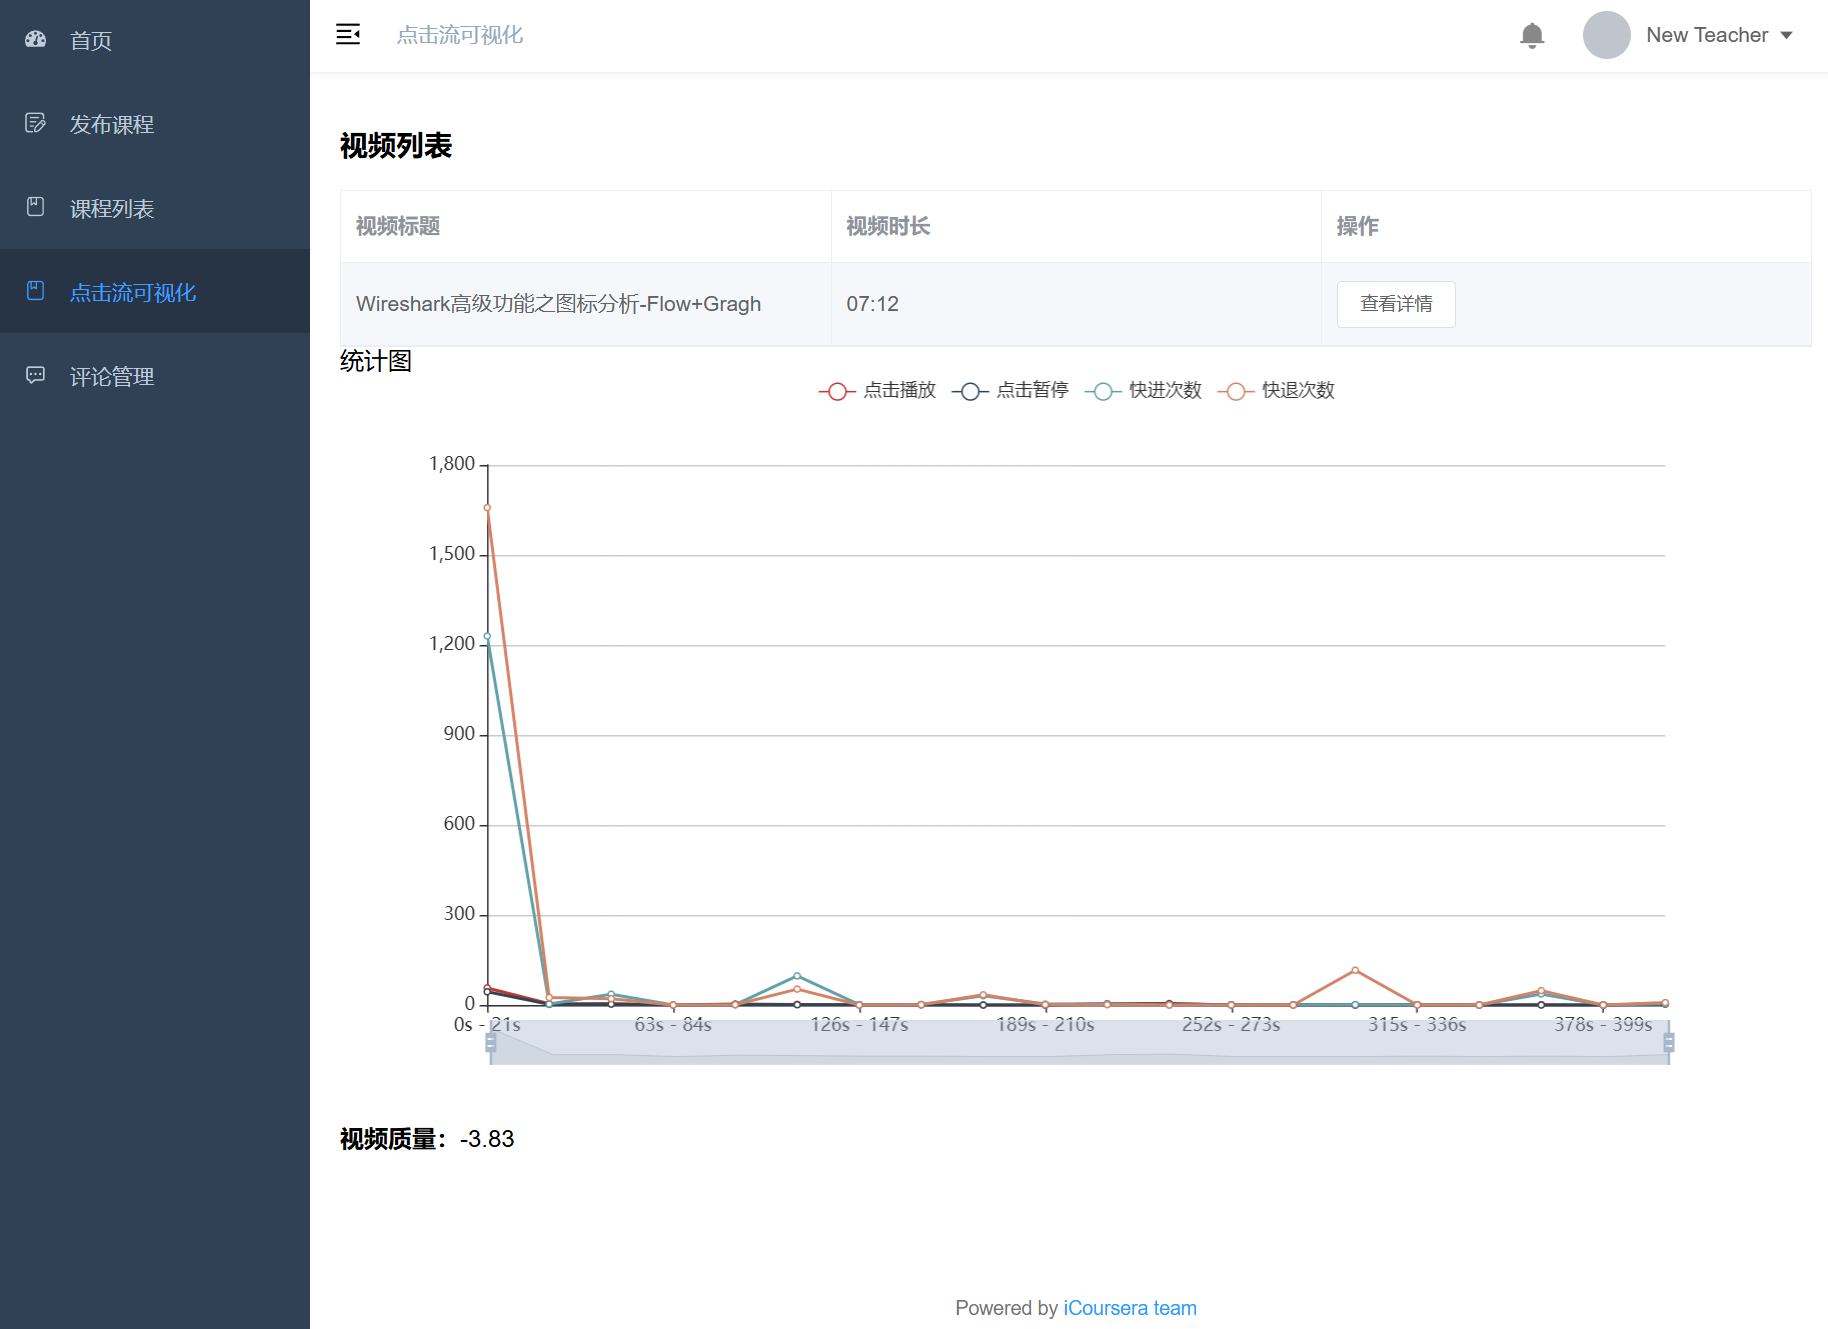 首页
发布课程
课程列表
点击流可视化
评论管理
点击流可视化
New Teacher
视频列表
视频标题 视频时长 操作
Wireshark高级功能之图标分析-Flow+Gragh 07:12 查看详情
统计图
点击播放 点击暂停 快进次数 快退次数
1,800
1,500
1,200
900
600
300
0
0s - 21s 63s - 84s 126s - 147s 189s - 210s 252s - 273s 315s - 336s 378s - 399s
视频质量：-3.83
Powered by iCoursera team